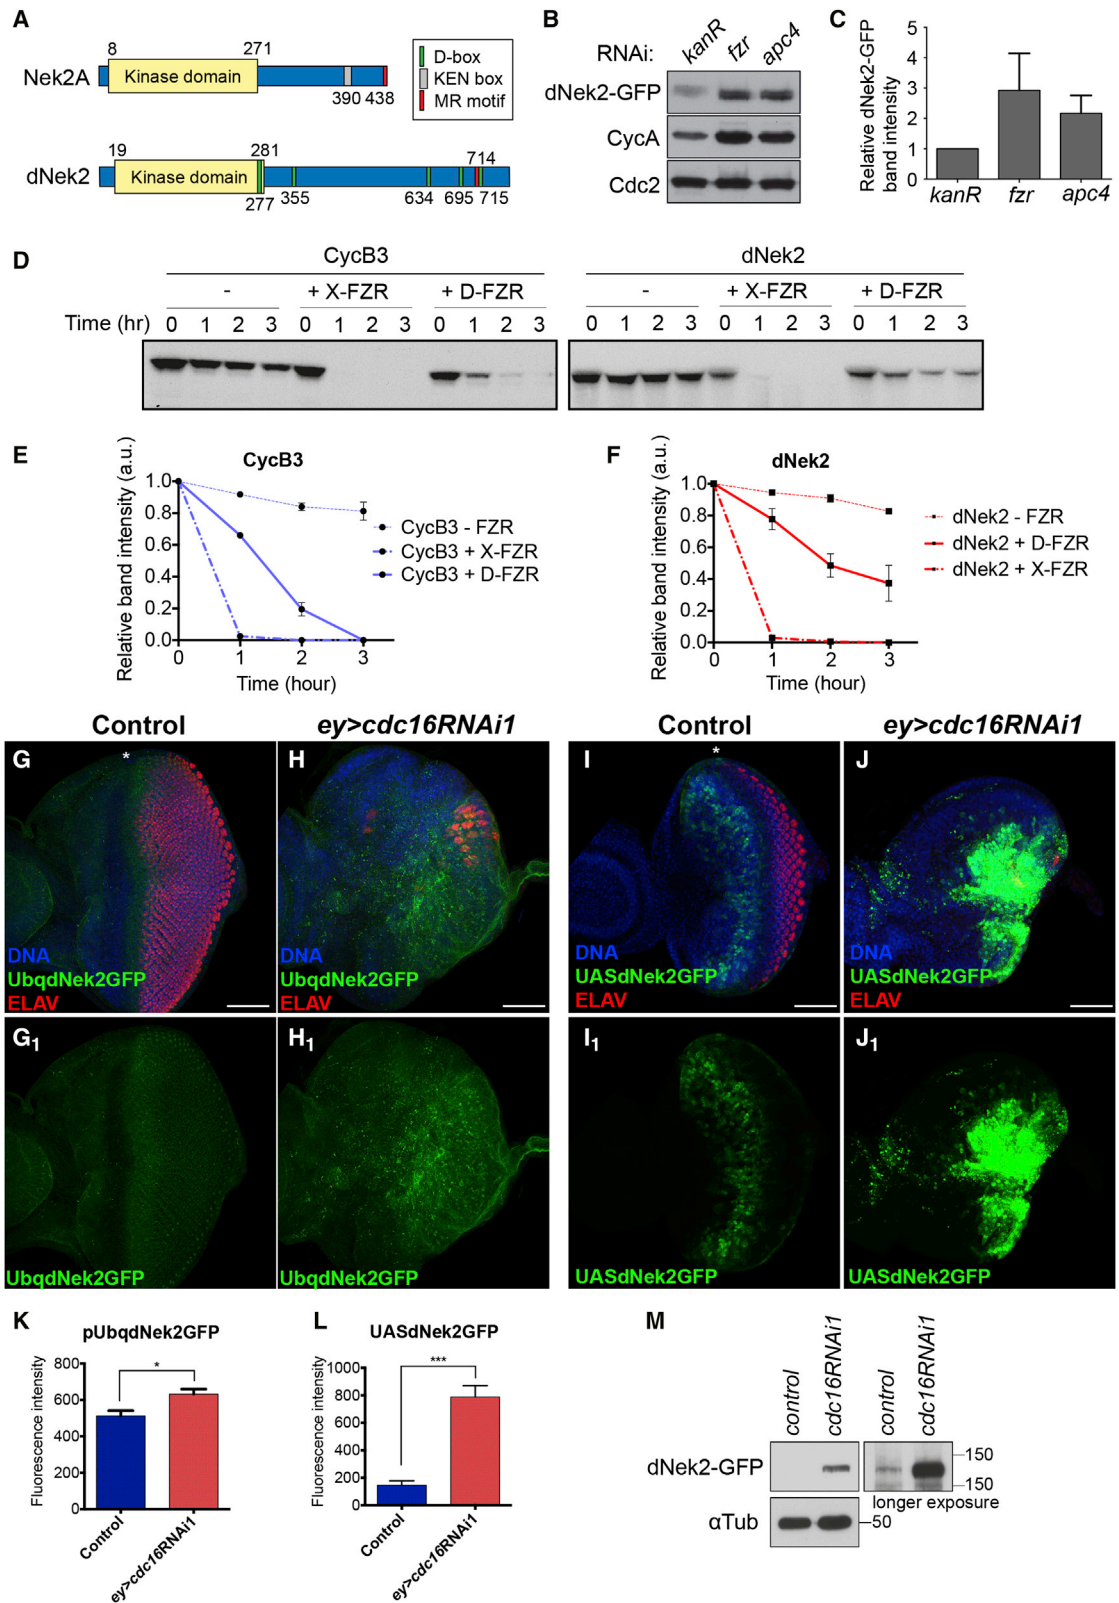 A
8 271
Nek2A
Kinase domain
390 438
D-box
KEN box
MR motif
19 281 714
dNek2
Kinase domain
277 355 634 695 715
B
RNAi: kanR fzr apc4
dNek2-GFP
CycA
Cdc2
C
Relative dNek2-GFP
band intensity
5
4
3
2
1
0
kanR fzr apc4
D
CycB3
- + X-FZR + D-FZR
Time (hr) 0 1 2 3 0 1 2 3 0 1 2 3
dNek2
- + X-FZR + D-FZR
0 1 2 3 0 1 2 3 0 1 2 3
E
CycB3
Relative band intensity (a.u.)
1.0
0.8
0.6
0.4
0.2
0.0
0 1 2 3
Time (hour)
CycB3 - FZR
CycB3 + X-FZR
CycB3 + D-FZR
F
dNek2
Relative band intensity (a.u.)
1.0
0.8
0.6
0.4
0.2
0.0
0 1 2 3
Time (hour)
dNek2 - FZR
dNek2 + D-FZR
dNek2 + X-FZR
Control
ey>cdc16RNAi1
Control
ey>cdc16RNAi1
G
*
DNA
UbqdNek2GFP
ELAV
H
DNA
UbqdNek2GFP
ELAV
I
*
DNA
UASdNek2GFP
ELAV
J
DNA
UASdNek2GFP
ELAV
G1
UbqdNek2GFP
H1
UbqdNek2GFP
I1
UASdNek2GFP
J1
UASdNek2GFP
K
pUbqdNek2GFP
Fluorescence intensity
800
600
400
200
0
*
Control
ey>cdc16RNAi1
L
UASdNek2GFP
Fluorescence intensity
1000
800
600
400
200
0
***
Control
ey>cdc16RNAi1
M
control
cdc16RNAi1
control
cdc16RNAi1
dNek2-GFP
150
150
longer exposure
αTub
50